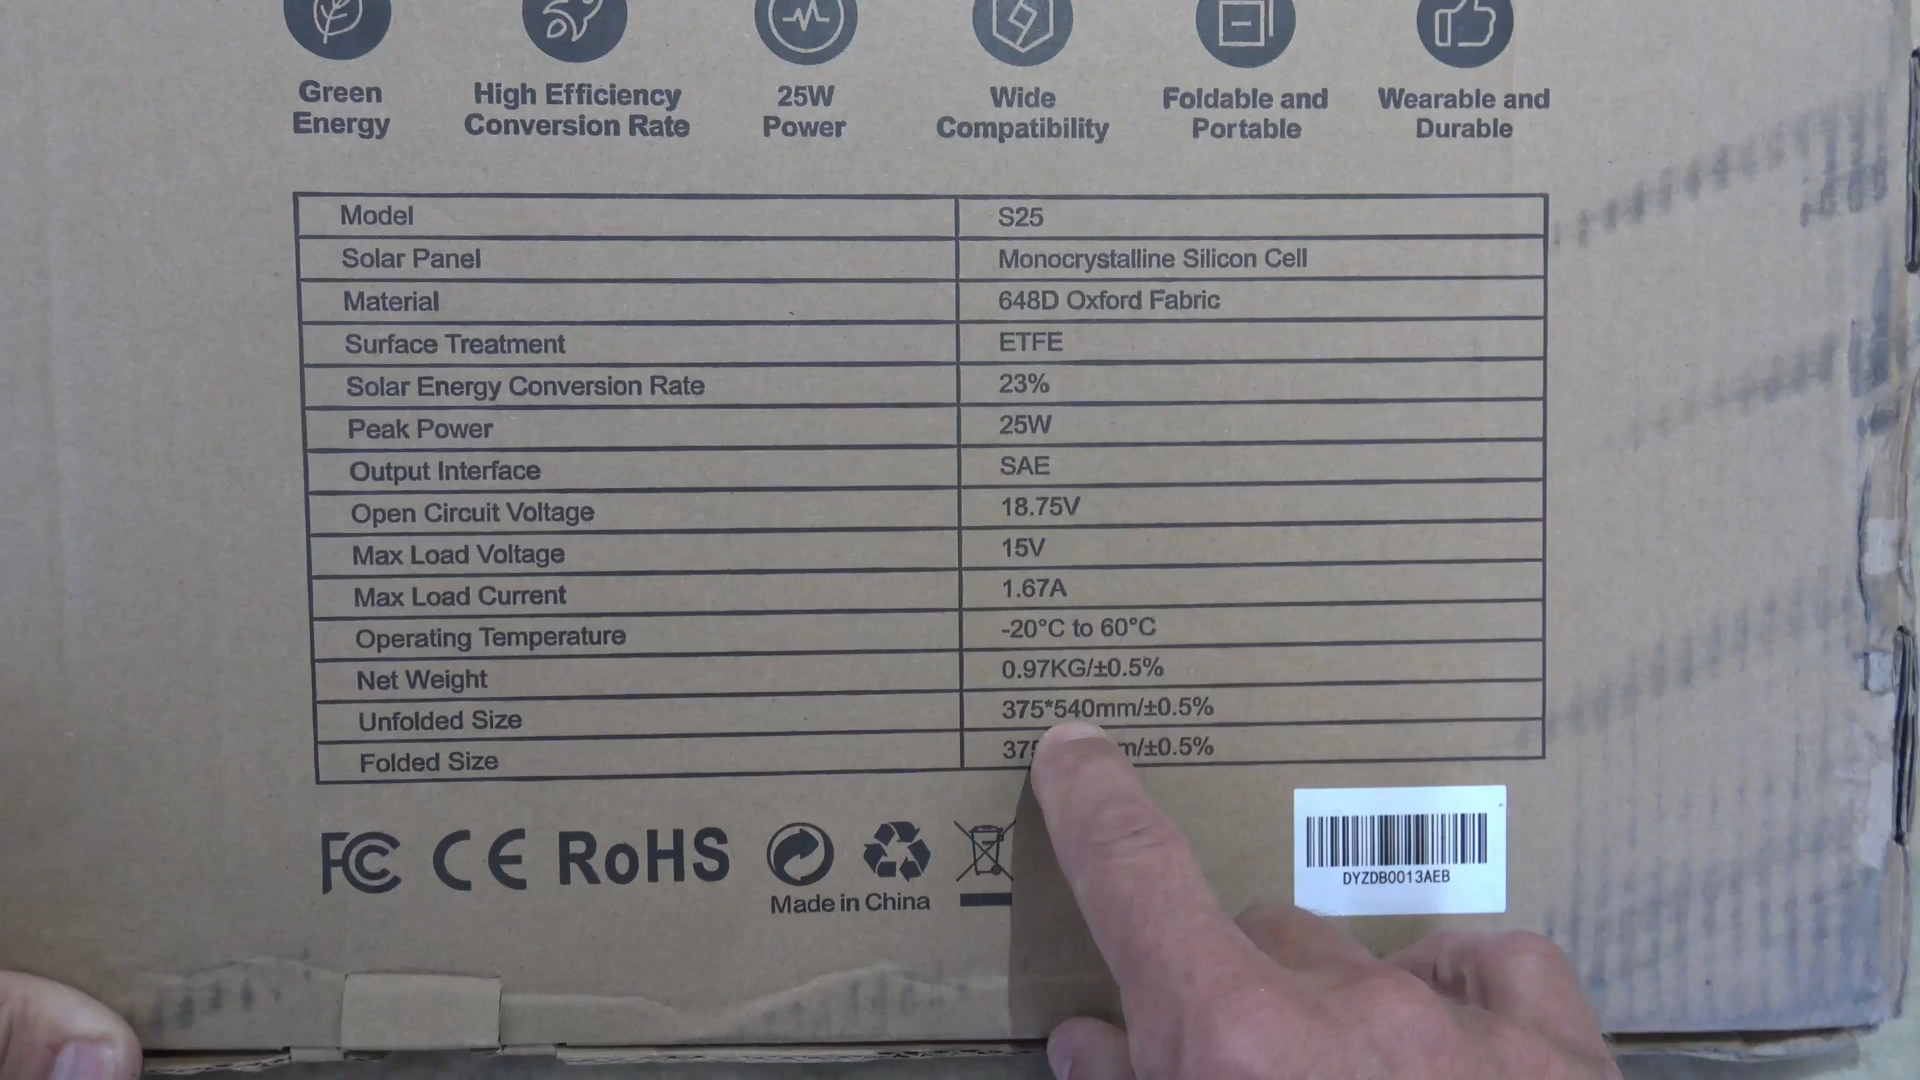 Green
Energy
High Efficiency
Conversion Rate
25W
Power
Wide
Compatibility
Foldable and
Portable
Wearable and
Durable
Model S25
Solar Panel Monocrystalline Silicon Cell
Material 648D Oxford Fabric
Surface Treatment ETFE
Solar Energy Conversion Rate 23%
Peak Power 25W
Output Interface SAE
Open Circuit Voltage 18.75V
Max Load Voltage 15V
Max Load Current 1.67A
Operating Temperature -20°C to 60°C
Net Weight 0.97KG/±0.5%
Unfolded Size 375*540mm/±0.5%
Folded Size
FC CE RoHS
Made in China
DYZDB0013AEB